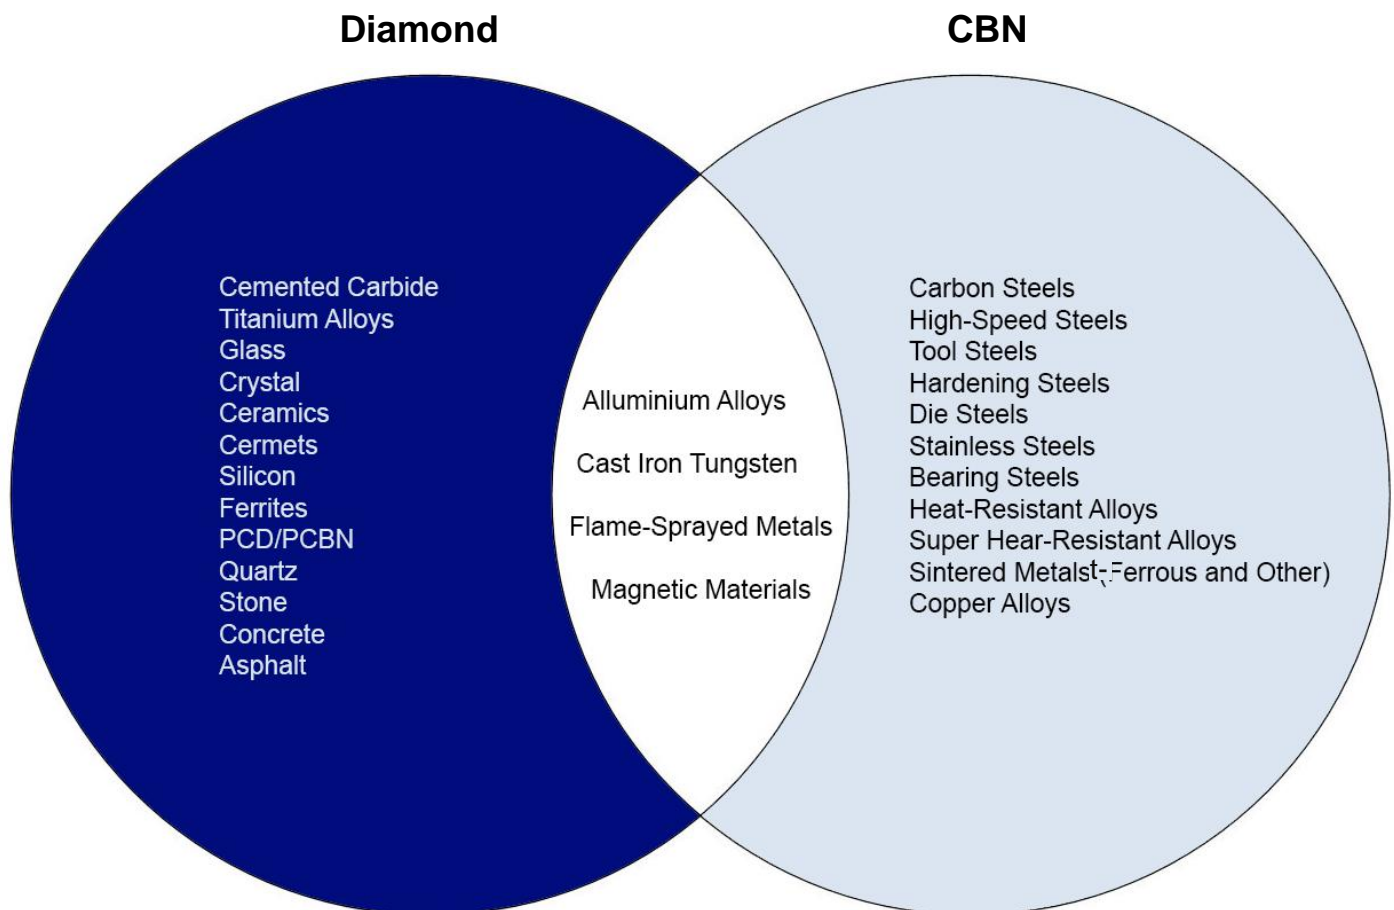 Diamond
CBN
Cemented Carbide
Titanium Alloys
Glass
Crystal
Ceramics
Cermets
Silicon
Ferrites
PCD/PCBN
Quartz
Stone
Concrete
Asphalt
Alluminium Alloys
Cast Iron Tungsten
Flame-Sprayed Metals
Magnetic Materials
Carbon Steels
High-Speed Steels
Tool Steels
Hardening Steels
Die Steels
Stainless Steels
Bearing Steels
Heat-Resistant Alloys
Super Hear-Resistant Alloys
Sintered Metals Ferrous and Other)
Copper Alloys